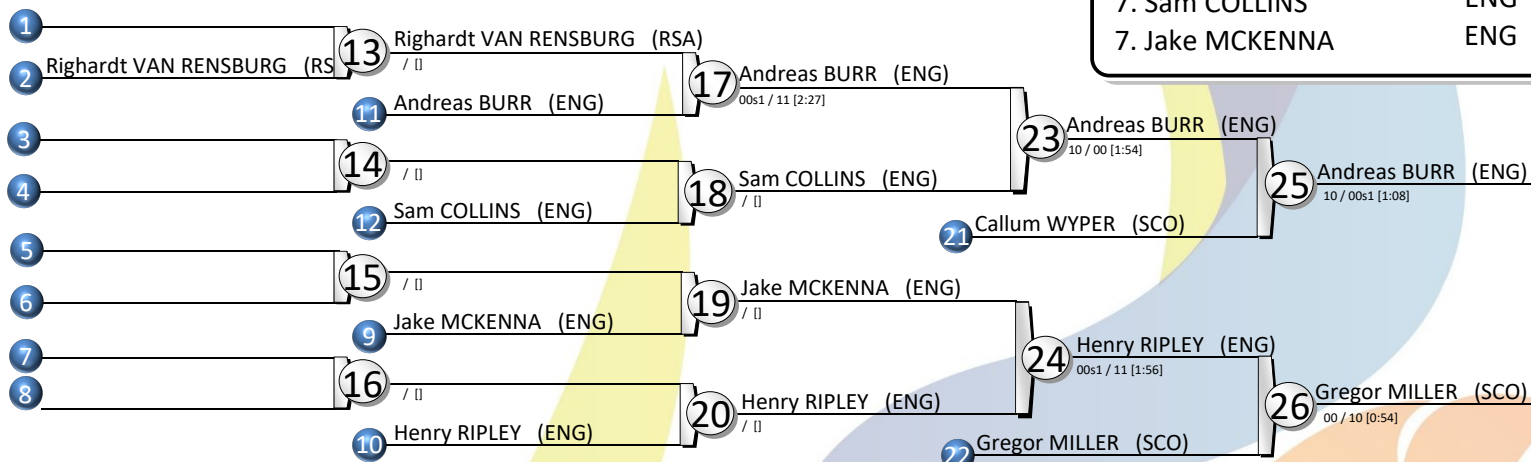 7. Sam COLLINS ENG
7. Jake MCKENNA ENG
1
2 Righardt VAN RENSBURG (RS
13 Righardt VAN RENSBURG (RSA)
/ []
11 Andreas BURR (ENG)
17 Andreas BURR (ENG)
00s1 / 11 [2:27]
3
4
14
/ []
12 Sam COLLINS (ENG)
18 Sam COLLINS (ENG)
/ []
23 Andreas BURR (ENG)
10 / 00 [1:54]
21 Callum WYPER (SCO)
25 Andreas BURR (ENG)
10 / 00s1 [1:08]
5
6
15
/ []
9 Jake MCKENNA (ENG)
19 Jake MCKENNA (ENG)
/ []
7
8
16
/ []
10 Henry RIPLEY (ENG)
20 Henry RIPLEY (ENG)
/ []
24 Henry RIPLEY (ENG)
00s1 / 11 [1:56]
22 Gregor MILLER (SCO)
26 Gregor MILLER (SCO)
00 / 10 [0:54]